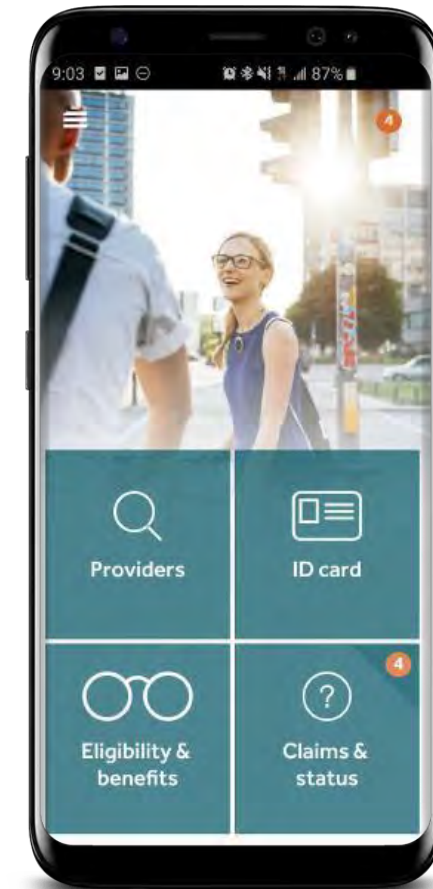 9:03
87%
4
Providers
ID card
4
Eligibility &
benefits
Claims &
status